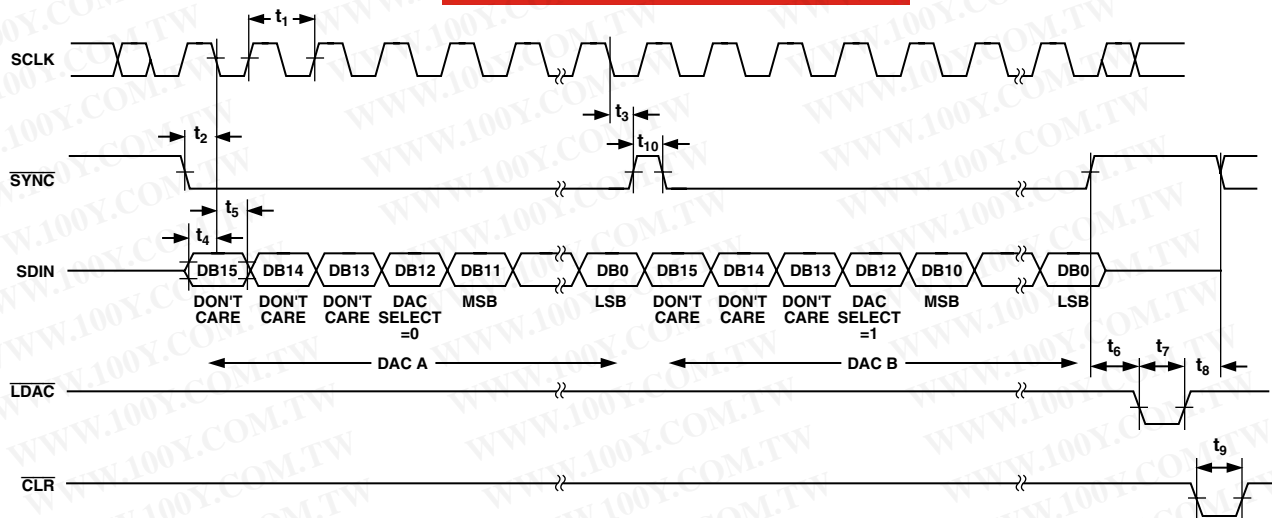 t1
SCLK
t3
t2
t10
SYNC
t5
t4
SDIN
DB15 DB14 DB13 DB12 DB11 DB0 DB15 DB14 DB13 DB12 DB10 DB0
DON'T CARE DON'T CARE DON'T CARE DAC SELECT =0 MSB LSB DON'T CARE DON'T CARE DON'T CARE DAC SELECT =1 MSB LSB
DAC A DAC B
t6 t7 t8
LDAC
t9
CLR
WWW.100Y.COM.TW